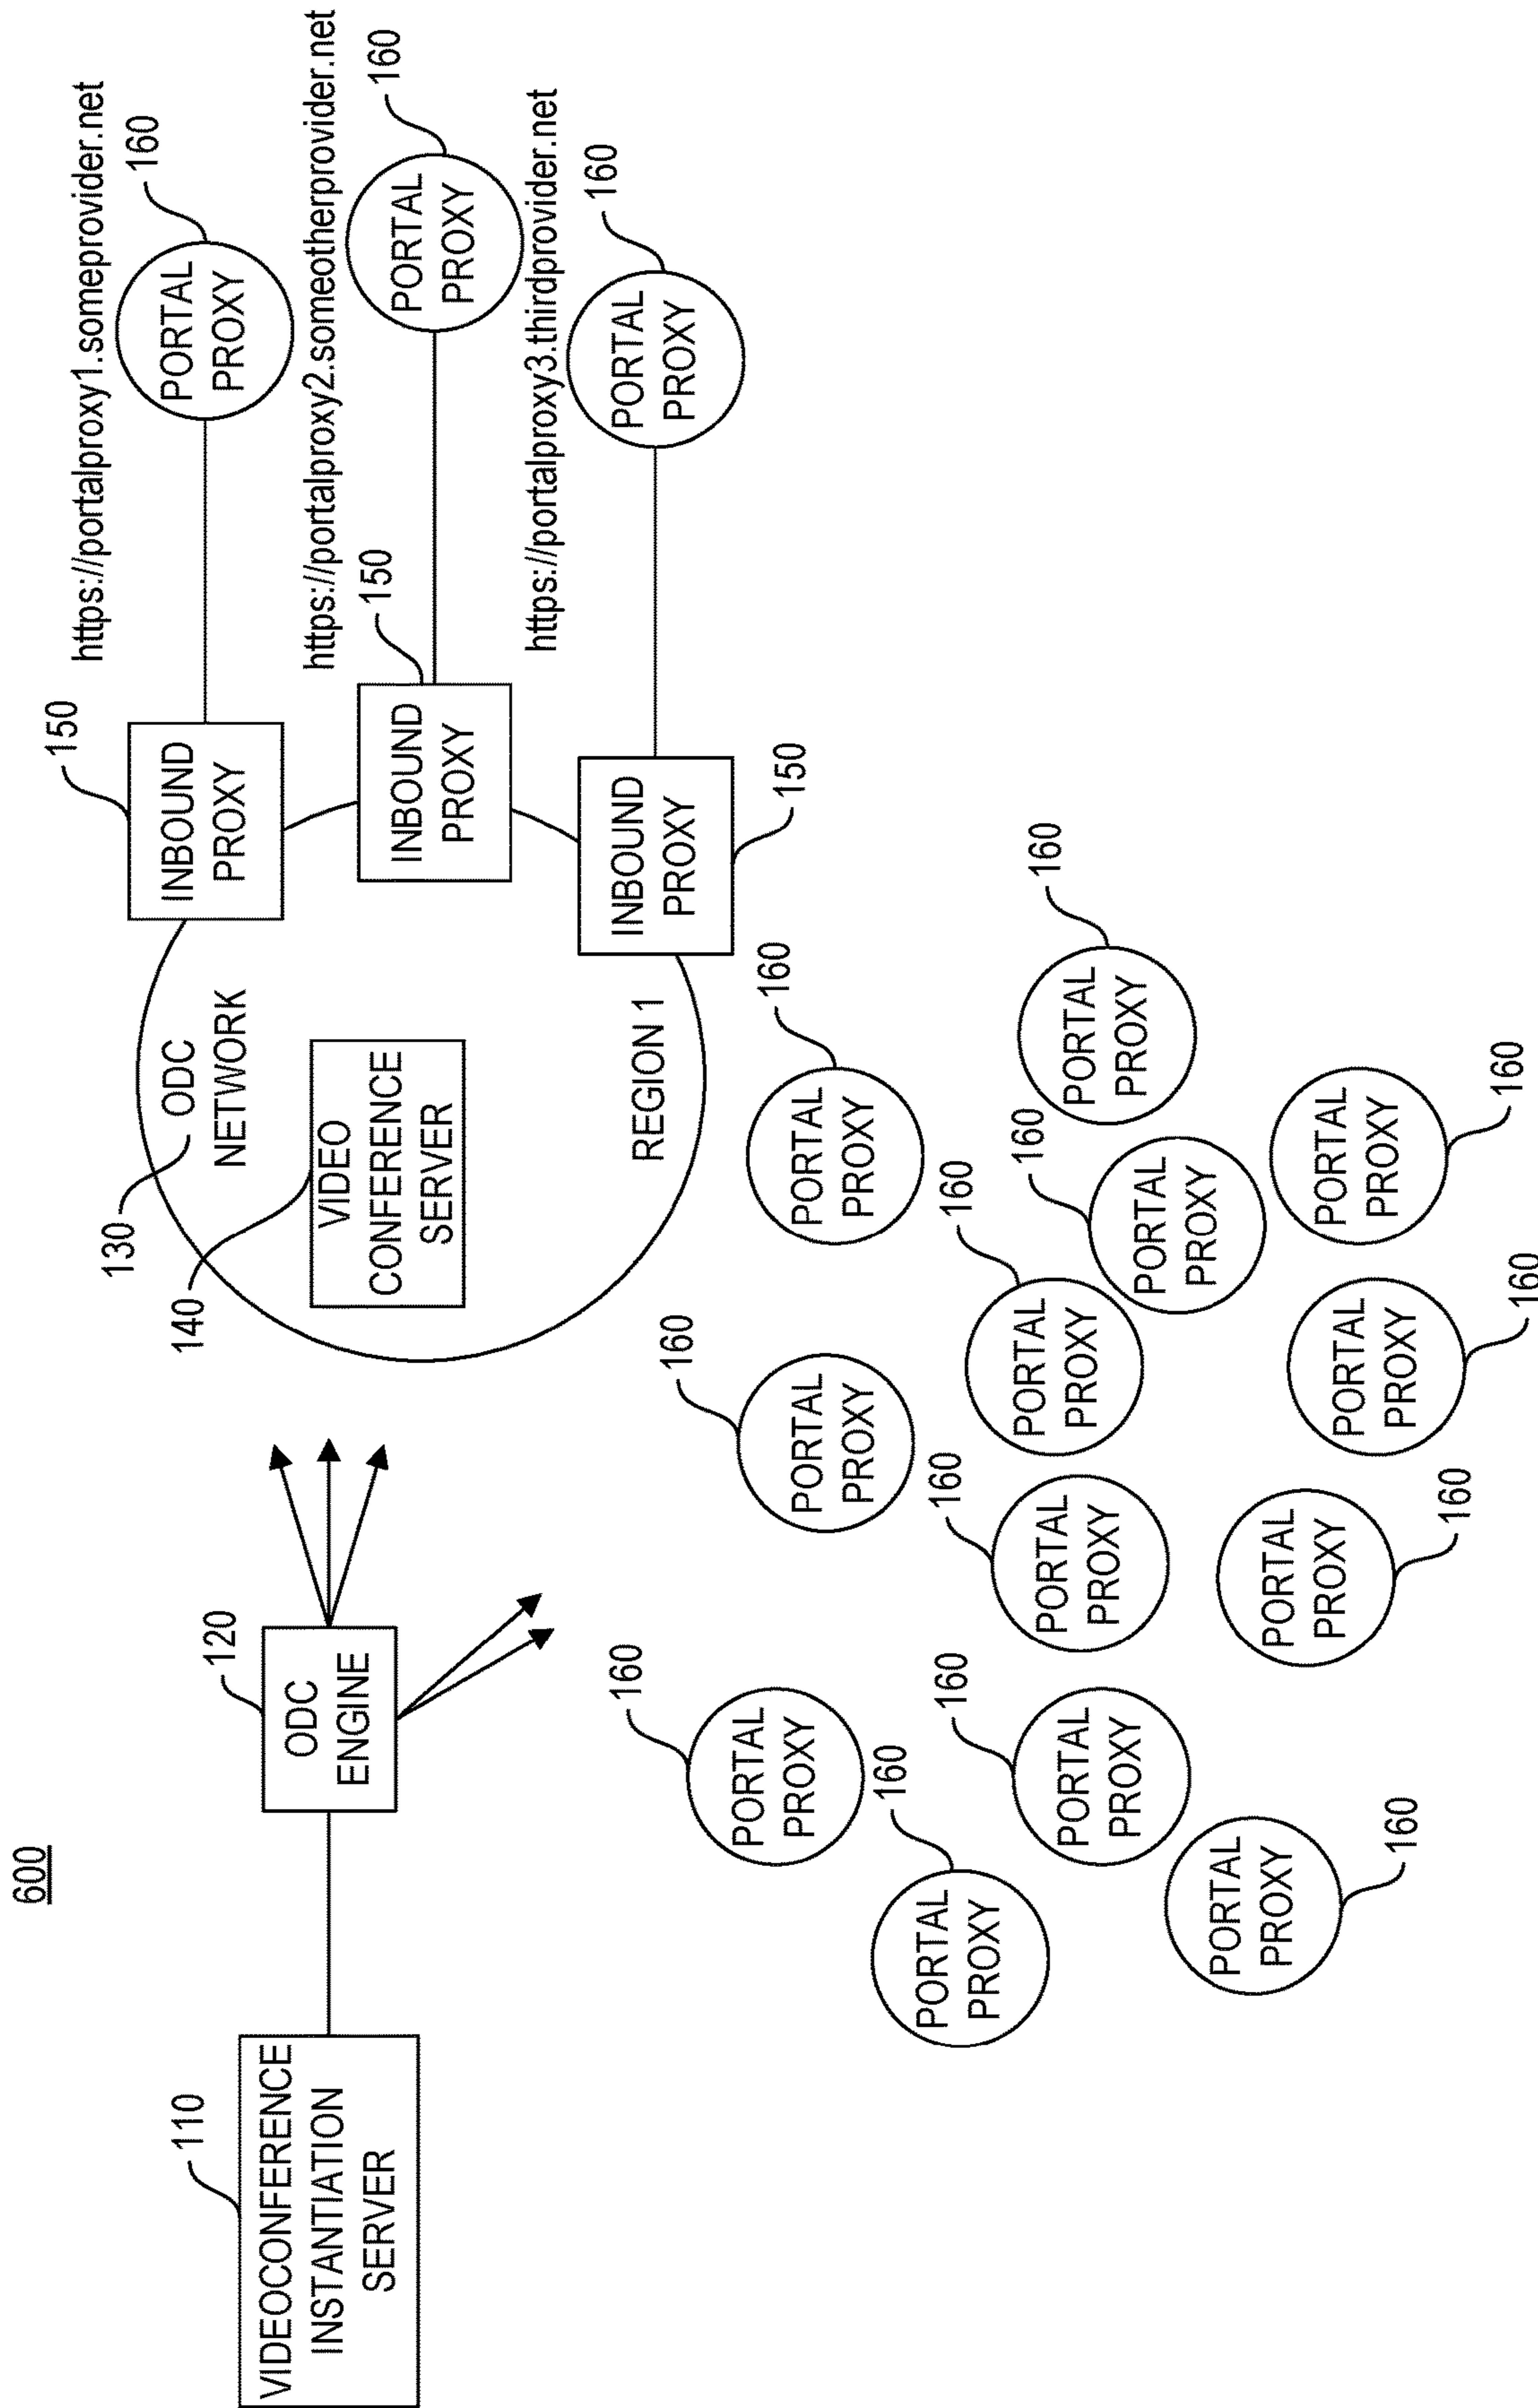 600
110
VIDEOCONFERENCE
INSTANTIATION
SERVER
120
ODC
ENGINE
130
ODC
NETWORK
140
VIDEO
CONFERENCE
SERVER
REGION 1
150
INBOUND
PROXY
150
INBOUND
PROXY
150
INBOUND
PROXY
https://portalproxy1.someprovider.net
160
PORTAL
PROXY
https://portalproxy2.someotherprovider.net
160
PORTAL
PROXY
https://portalproxy3.thirdprovider.net
160
PORTAL
PROXY
160
PORTAL
PROXY
160
PORTAL
PROXY
160
PORTAL
PROXY
160
PORTAL
PROXY
160
PORTAL
PROXY
160
PORTAL
PROXY
160
PORTAL
PROXY
160
PORTAL
PROXY
160
PORTAL
PROXY
160
PORTAL
PROXY
160
PORTAL
PROXY
160
PORTAL
PROXY
160
PORTAL
PROXY